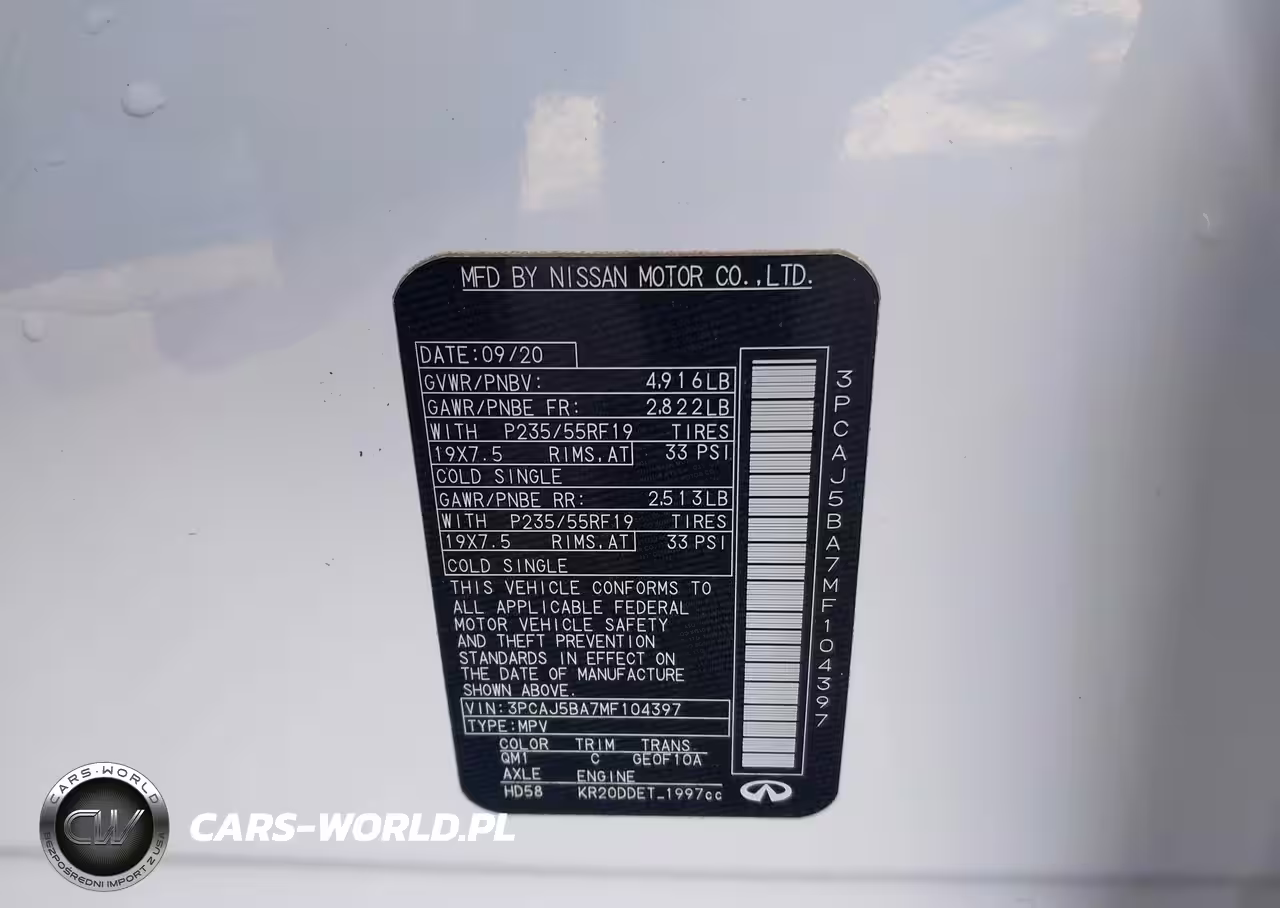 MFD BY NISSAN MOTOR CO.,LTD.
DATE:09/20
GVWR/PNBV: 4,916LB
GAWR/PNBE FR: 2,822LB
WITH P235/55RF19 TIRES
19X7.5 RIMS,AT 33 PSI
COLD SINGLE
GAWR/PNBE RR: 2,513LB
WITH P235/55RF19 TIRES
19X7.5 RIMS,AT 33 PSI
COLD SINGLE
THIS VEHICLE CONFORMS TO
ALL APPLICABLE FEDERAL
MOTOR VEHICLE SAFETY
AND THEFT PREVENTION
STANDARDS IN EFFECT ON
THE DATE OF MANUFACTURE
SHOWN ABOVE.
VIN:3PCAJ5BA7MF104397
TYPE:MPV
COLOR TRIM TRANS
QM1 C GE0F10A
AXLE ENGINE
HD58 KR20DDET_1997cc
3PCAJ5BA7MF104397
CARS-WORLD
CW
BEZPOŚREDNI IMPORT Z USA
CARS-WORLD.PL